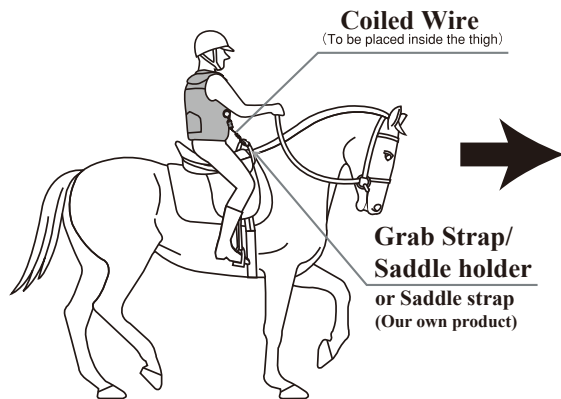 Coiled Wire
(To be placed inside the thigh)
Grab Strap/
Saddle holder
or Saddle strap
(Our own product)